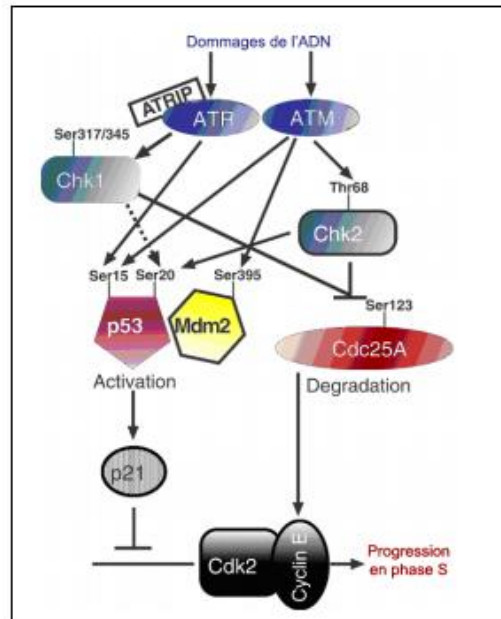 Dommages de l'ADN
ATRIP
ATR
ATM
Ser317/345
Thr68
Chk1
Chk2
Ser15
Ser20
Ser395
Ser123
p53
Mdm2
Cdc25A
Activation
Degradation
p21
Cdk2
Cyclin E
Progression
en phase S